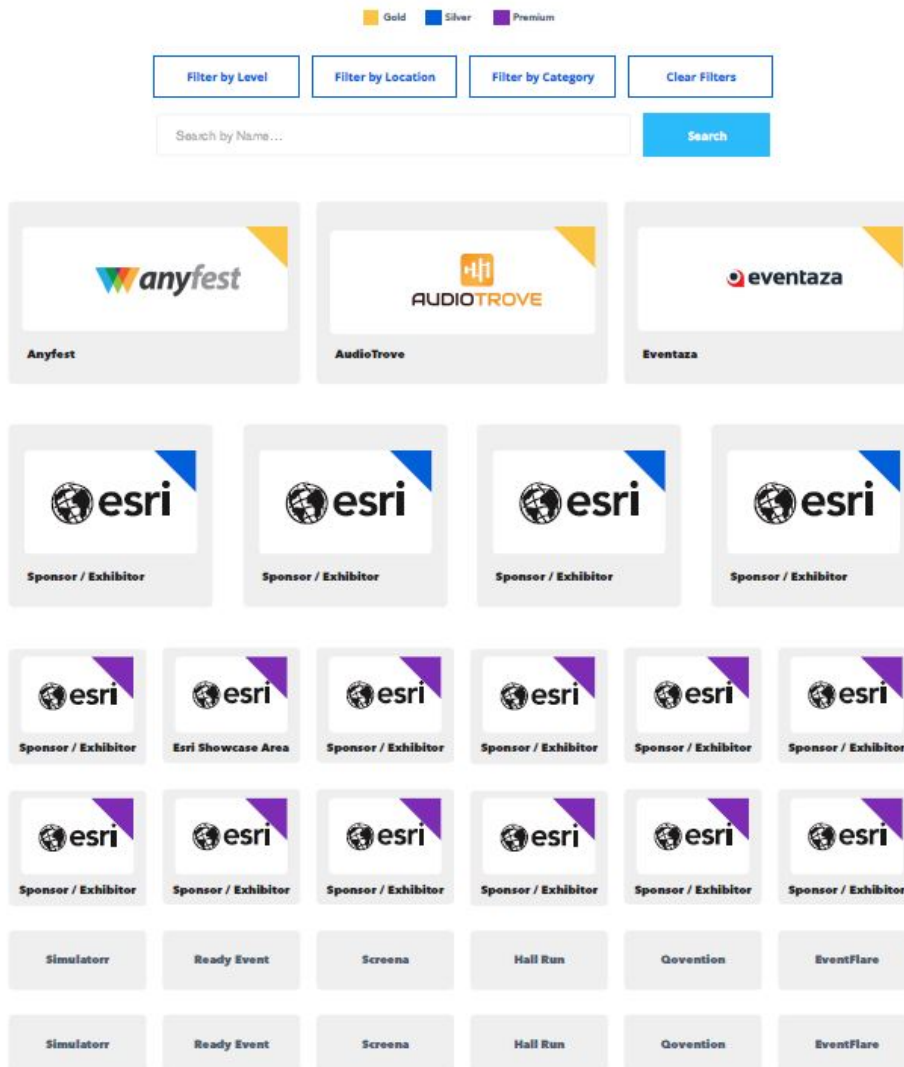 Gold Silver Premium
Filter by Level Filter by Location Filter by Category Clear Filters
Search by Name... Search
anyfest AUDIOTROVE eventaza
Anyfest AudioTrove Eventaza
esri esri esri esri
Sponsor / Exhibitor Sponsor / Exhibitor Sponsor / Exhibitor Sponsor / Exhibitor
esri esri esri esri esri esri
Sponsor / Exhibitor Esri Showcase Area Sponsor / Exhibitor Sponsor / Exhibitor Sponsor / Exhibitor Sponsor / Exhibitor
esri esri esri esri esri esri
Sponsor / Exhibitor Sponsor / Exhibitor Sponsor / Exhibitor Sponsor / Exhibitor Sponsor / Exhibitor Sponsor / Exhibitor
Simulatorr Ready Event Screena Hall Run Qovention EventFlare
Simulatorr Ready Event Screena Hall Run Qovention EventFlare